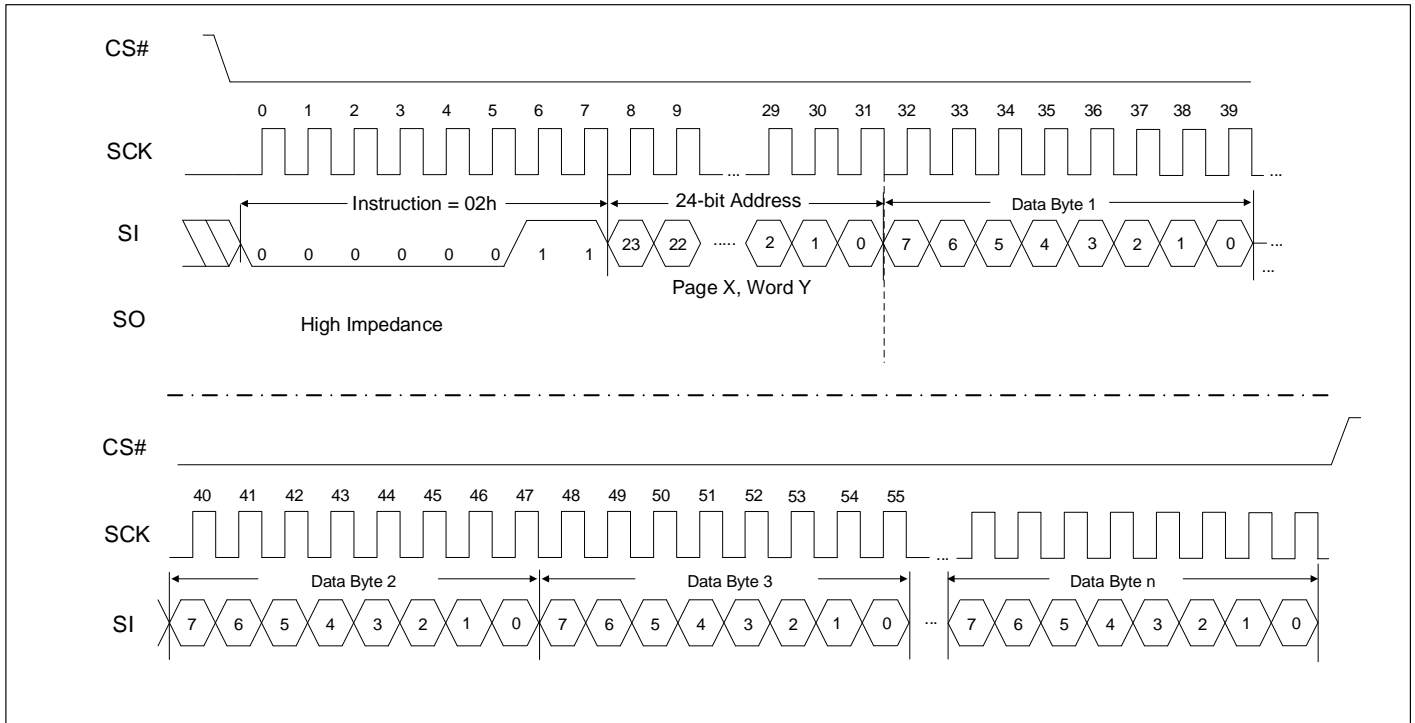 CS#
0 1 2 3 4 5 6 7 8 9 29 30 31 32 33 34 35 36 37 38 39
SCK ... ...
Instruction = 02h 24-bit Address Data Byte 1
SI 0 0 0 0 0 0 1 1 23 22 ..... 2 1 0 7 6 5 4 3 2 1 0 ...
...
Page X, Word Y
SO High Impedance
CS#
40 41 42 43 44 45 46 47 48 49 50 51 52 53 54 55
SCK ...
Data Byte 2 Data Byte 3 Data Byte n
SI 7 6 5 4 3 2 1 0 7 6 5 4 3 2 1 0 ... 7 6 5 4 3 2 1 0